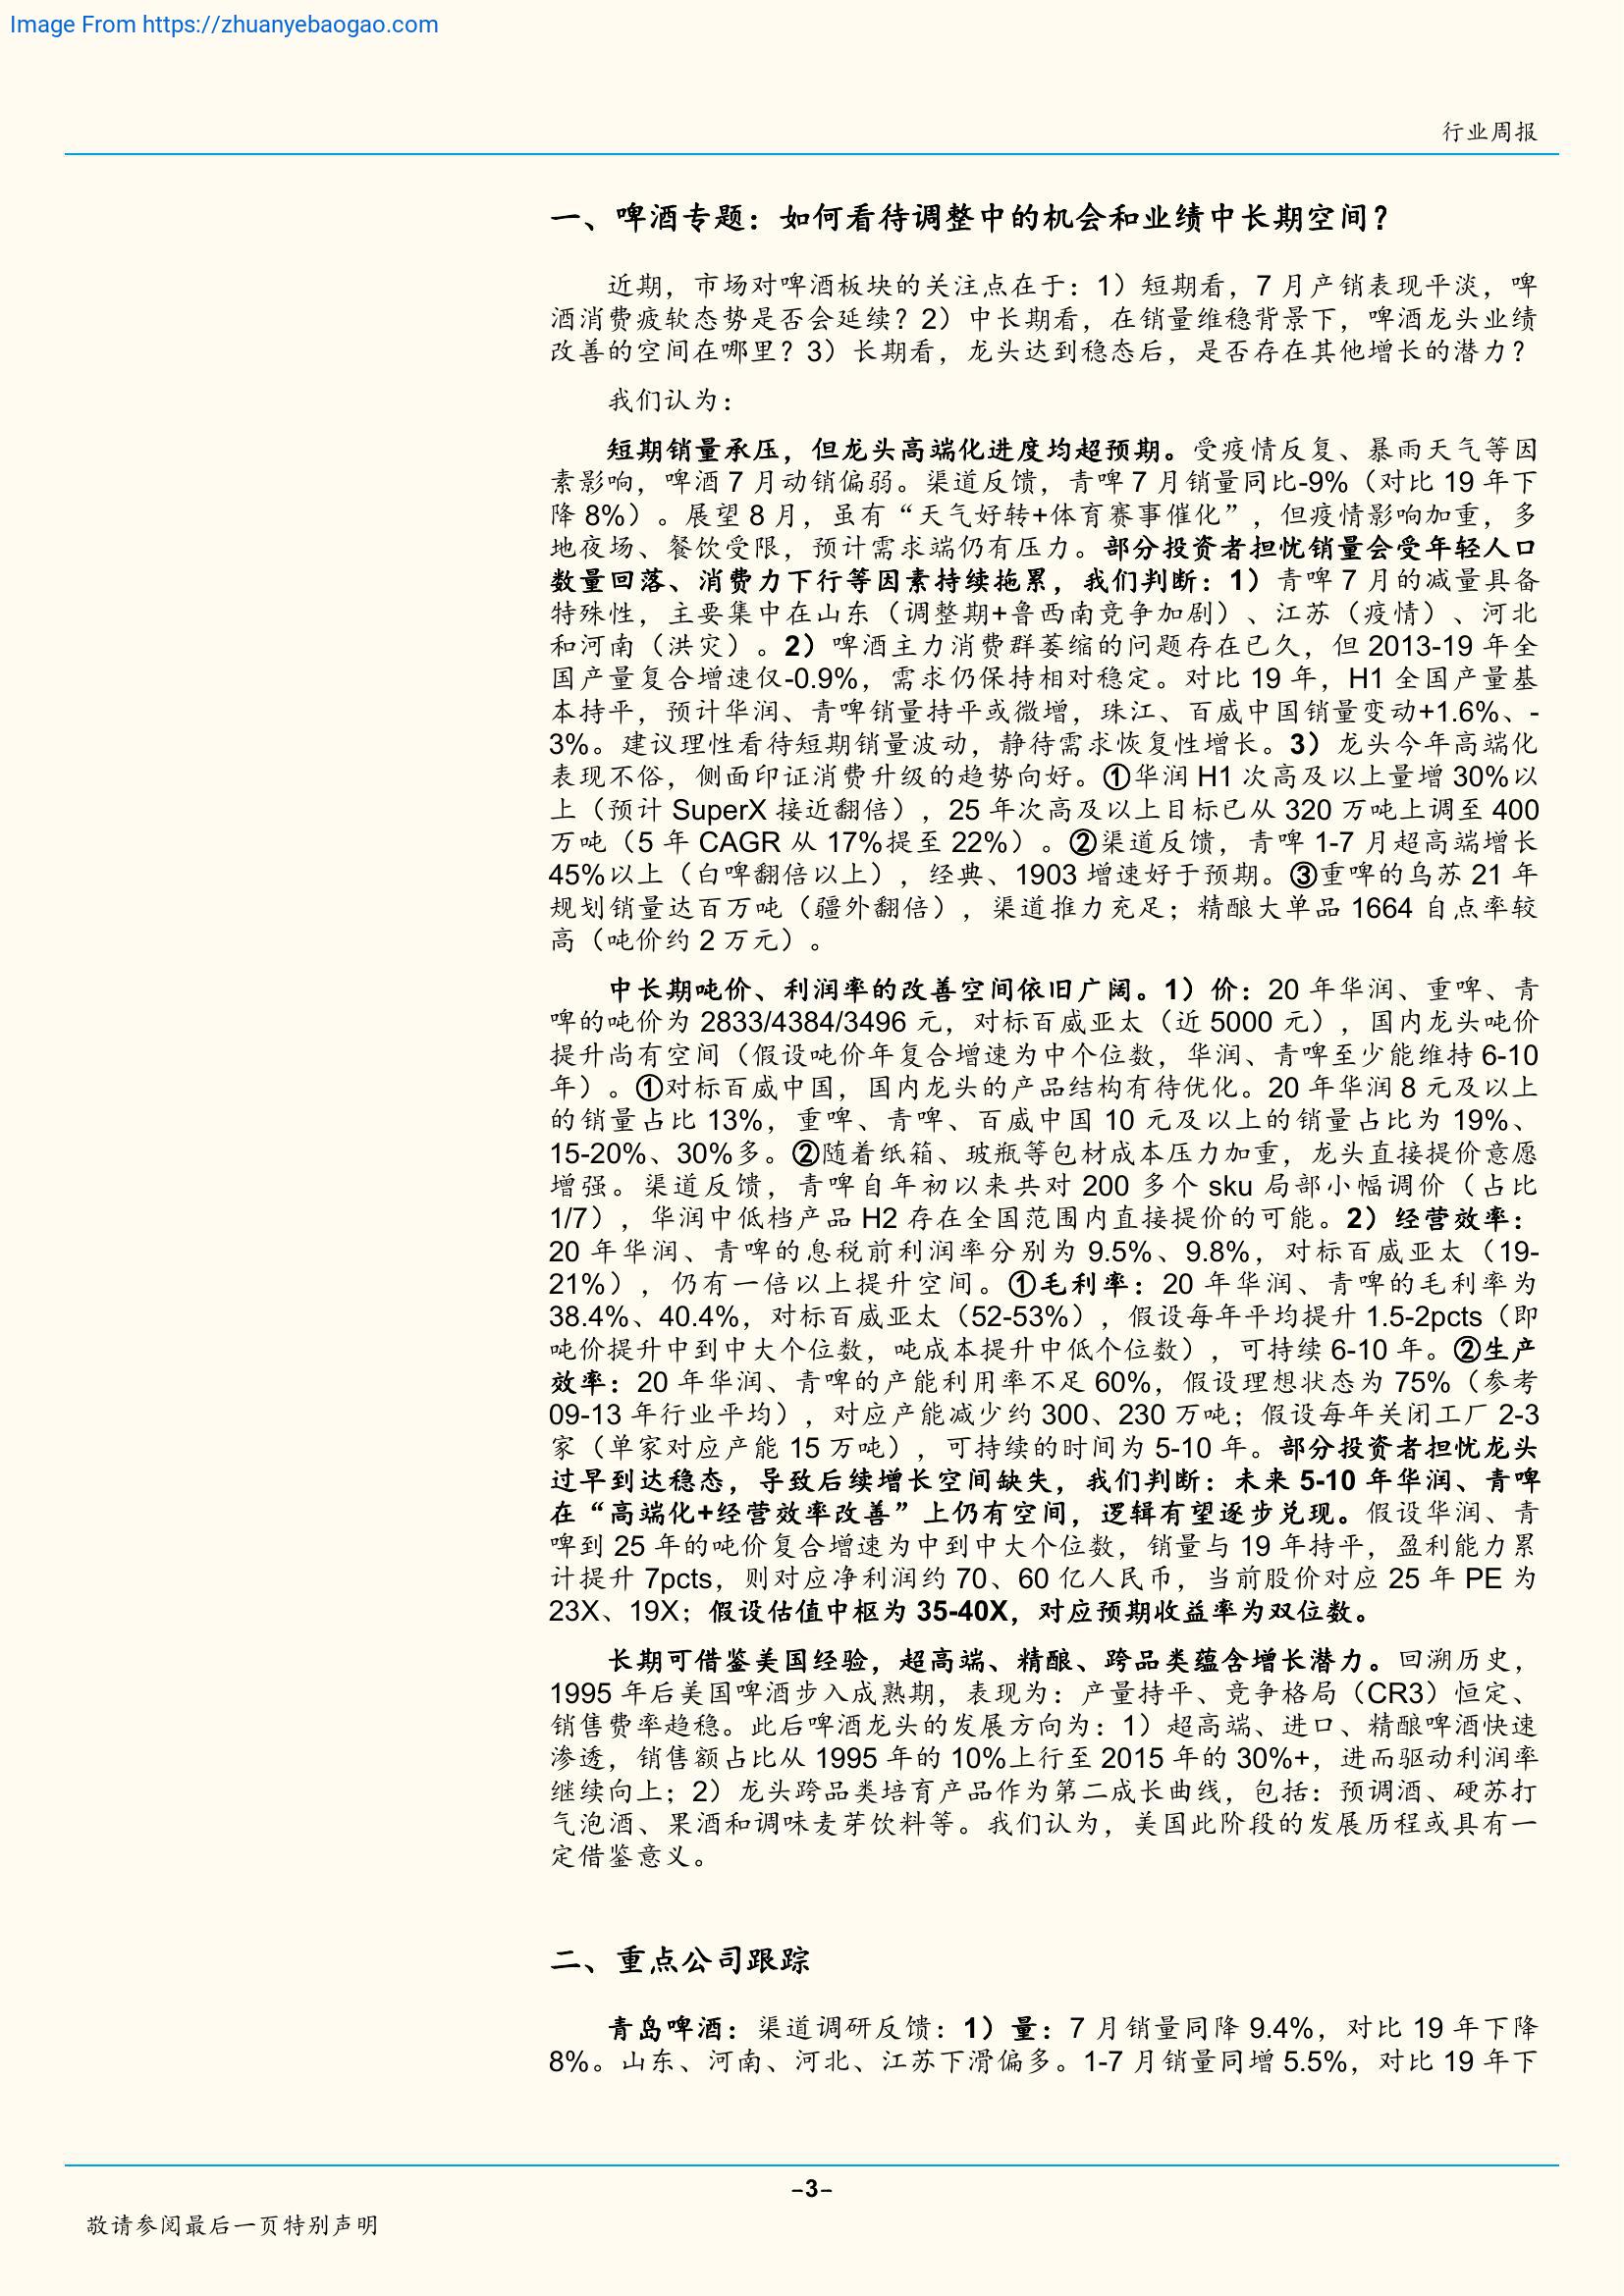 Image From https://zhuanyebaogao.com
行业周报
一、啤酒专题：如何看待调整中的机会和业绩中长期空间？
近期，市场对啤酒板块的关注点在于：1）短期看，7 月产销表现平淡，啤
酒消费疲软态势是否会延续？2）中长期看，在销量维稳背景下，啤酒龙头业绩
改善的空间在哪里？3）长期看，龙头达到稳态后，是否存在其他增长的潜力？
我们认为：
短期销量承压，但龙头高端化进度均超预期。受疫情反复、暴雨天气等因
素影响，啤酒 7 月动销偏弱。渠道反馈，青啤 7 月销量同比-9%（对比 19 年下
降 8%）。展望 8 月，虽有“天气好转+体育赛事催化”，但疫情影响加重，多
地夜场、餐饮受限，预计需求端仍有压力。部分投资者担忧销量会受年轻人口
数量回落、消费力下行等因素持续拖累，我们判断：1）青啤 7 月的减量具备
特殊性，主要集中在山东（调整期+鲁西南竞争加剧）、江苏（疫情）、河北
和河南（洪灾）。2）啤酒主力消费群萎缩的问题存在已久，但 2013-19 年全
国产量复合增速仅-0.9%，需求仍保持相对稳定。对比 19 年，H1 全国产量基
本持平，预计华润、青啤销量持平或微增，珠江、百威中国销量变动+1.6%、-
3%。建议理性看待短期销量波动，静待需求恢复性增长。3）龙头今年高端化
表现不俗，侧面印证消费升级的趋势向好。①华润 H1 次高及以上量增 30%以
上（预计 SuperX 接近翻倍），25 年次高及以上目标已从 320 万吨上调至 400
万吨（5 年 CAGR 从 17%提至 22%）。②渠道反馈，青啤 1-7 月超高端增长
45%以上（白啤翻倍以上），经典、1903 增速好于预期。③重啤的乌苏 21 年
规划销量达百万吨（疆外翻倍），渠道推力充足；精酿大单品 1664 自点率较
高（吨价约 2 万元）。
中长期吨价、利润率的改善空间依旧广阔。1）价：20 年华润、重啤、青
啤的吨价为 2833/4384/3496 元，对标百威亚太（近 5000 元），国内龙头吨价
提升尚有空间（假设吨价年复合增速为中个位数，华润、青啤至少能维持 6-10
年）。①对标百威中国，国内龙头的产品结构有待优化。20 年华润 8 元及以上
的销量占比 13%，重啤、青啤、百威中国 10 元及以上的销量占比为 19%、
15-20%、30%多。②随着纸箱、玻瓶等包材成本压力加重，龙头直接提价意愿
增强。渠道反馈，青啤自年初以来共对 200 多个 sku 局部小幅调价（占比
1/7），华润中低档产品 H2 存在全国范围内直接提价的可能。2）经营效率：
20 年华润、青啤的息税前利润率分别为 9.5%、9.8%，对标百威亚太（19-
21%），仍有一倍以上提升空间。①毛利率：20 年华润、青啤的毛利率为
38.4%、40.4%，对标百威亚太（52-53%），假设每年平均提升 1.5-2pcts（即
吨价提升中到中大个位数，吨成本提升中低个位数），可持续 6-10 年。②生产
效率：20 年华润、青啤的产能利用率不足 60%，假设理想状态为 75%（参考
09-13 年行业平均），对应产能减少约 300、230 万吨；假设每年关闭工厂 2-3
家（单家对应产能 15 万吨），可持续的时间为 5-10 年。部分投资者担忧龙头
过早到达稳态，导致后续增长空间缺失，我们判断：未来 5-10 年华润、青啤
在“高端化+经营效率改善”上仍有空间，逻辑有望逐步兑现。假设华润、青
啤到 25 年的吨价复合增速为中到中大个位数，销量与 19 年持平，盈利能力累
计提升 7pcts，则对应净利润约 70、60 亿人民币，当前股价对应 25 年 PE 为
23X、19X；假设估值中枢为 35-40X，对应预期收益率为双位数。
长期可借鉴美国经验，超高端、精酿、跨品类蕴含增长潜力。回溯历史，
1995 年后美国啤酒步入成熟期，表现为：产量持平、竞争格局（CR3）恒定、
销售费率趋稳。此后啤酒龙头的发展方向为：1）超高端、进口、精酿啤酒快速
渗透，销售额占比从 1995 年的 10%上行至 2015 年的 30%+，进而驱动利润率
继续向上；2）龙头跨品类培育产品作为第二成长曲线，包括：预调酒、硬苏打
气泡酒、果酒和调味麦芽饮料等。我们认为，美国此阶段的发展历程或具有一
定借鉴意义。
二、重点公司跟踪
青岛啤酒：渠道调研反馈：1）量：7 月销量同降 9.4%，对比 19 年下降
8%。山东、河南、河北、江苏下滑偏多。1-7 月销量同增 5.5%，对比 19 年下
-3-
敬请参阅最后一页特别声明